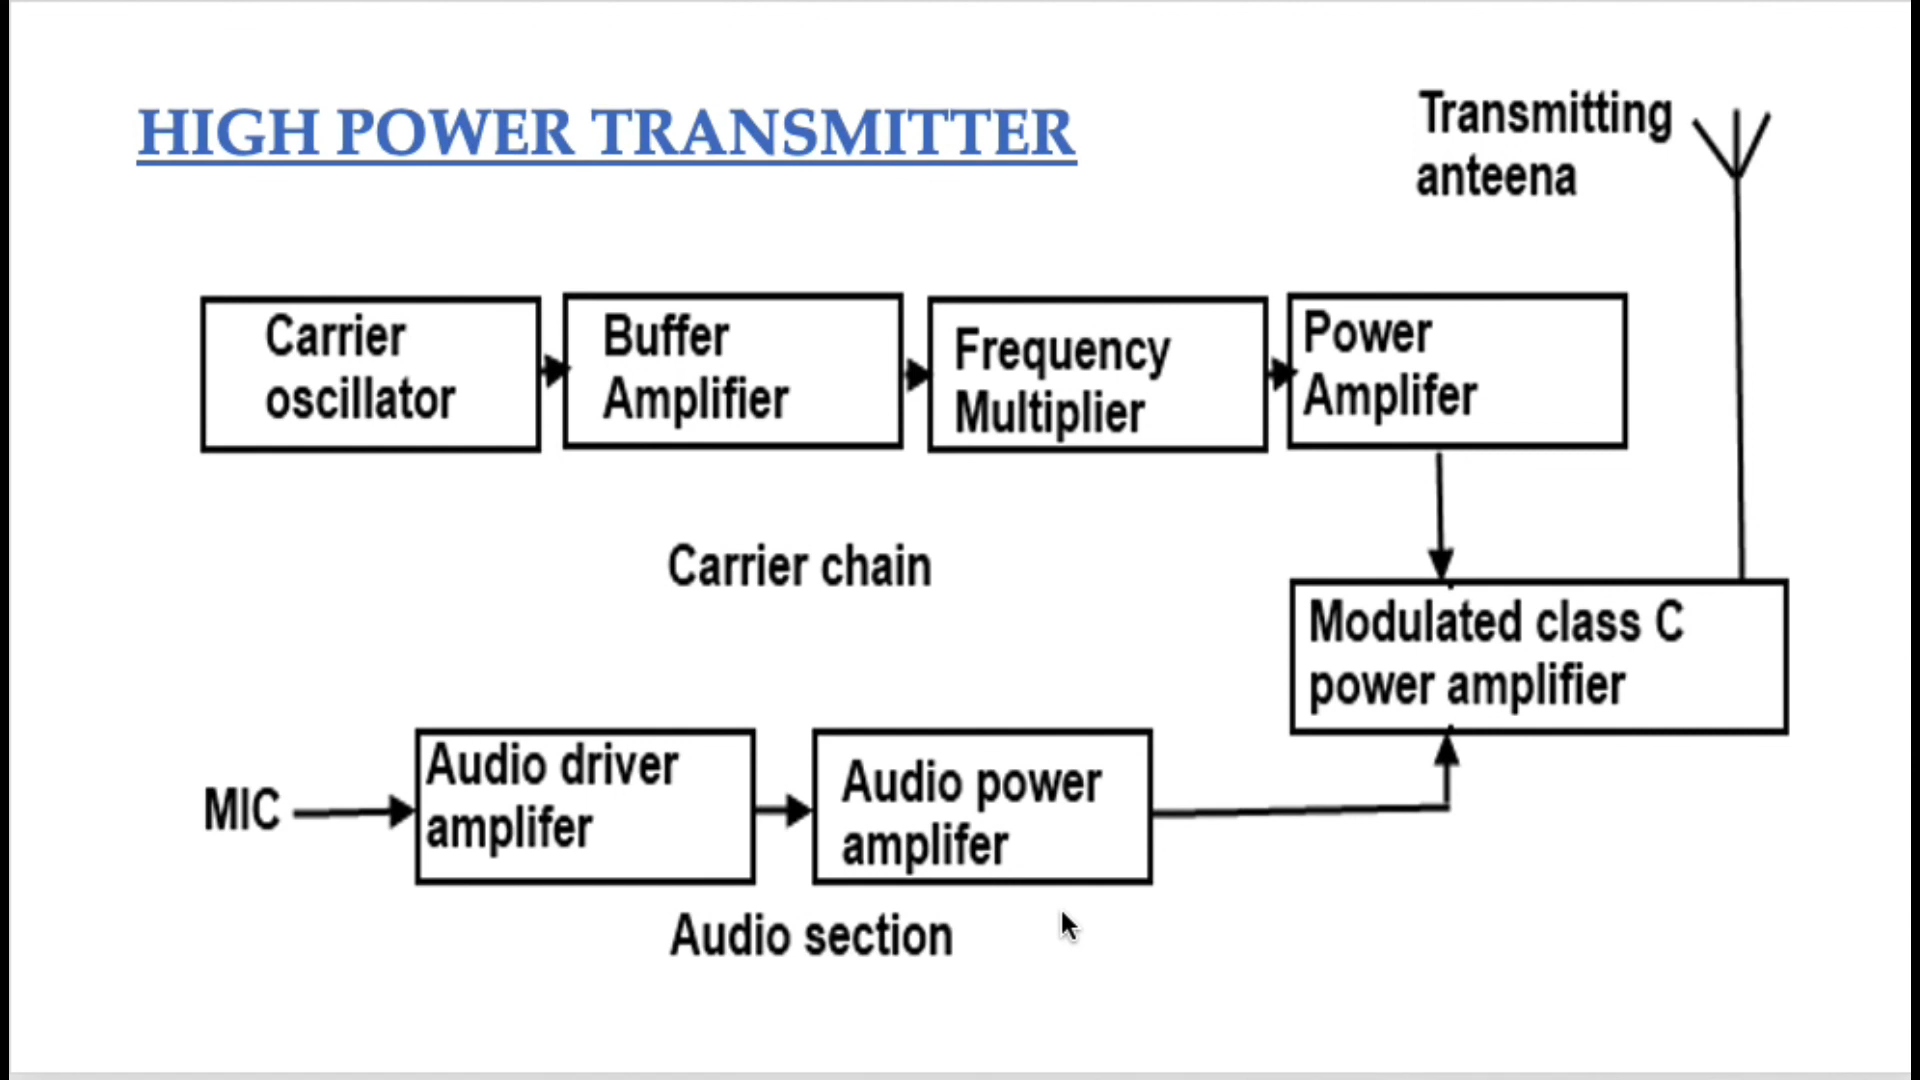 HIGH POWER TRANSMITTER
Transmitting
anteena
Carrier
oscillator
Buffer
Amplifier
Frequency
Multiplier
Power
Amplifer
Carrier chain
Modulated class C
power amplifier
MIC
Audio driver
amplifer
Audio power
amplifer
Audio section